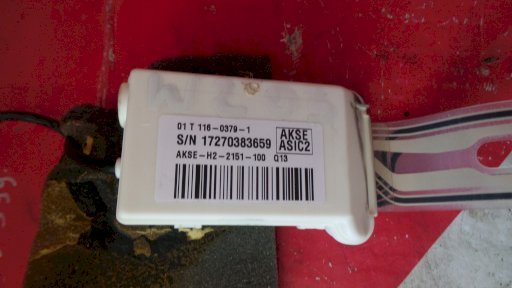 01 T 116-0379-1
S/N 17270383659
AKSE
ASIC2
AKSE-H2-2151-100 Q13